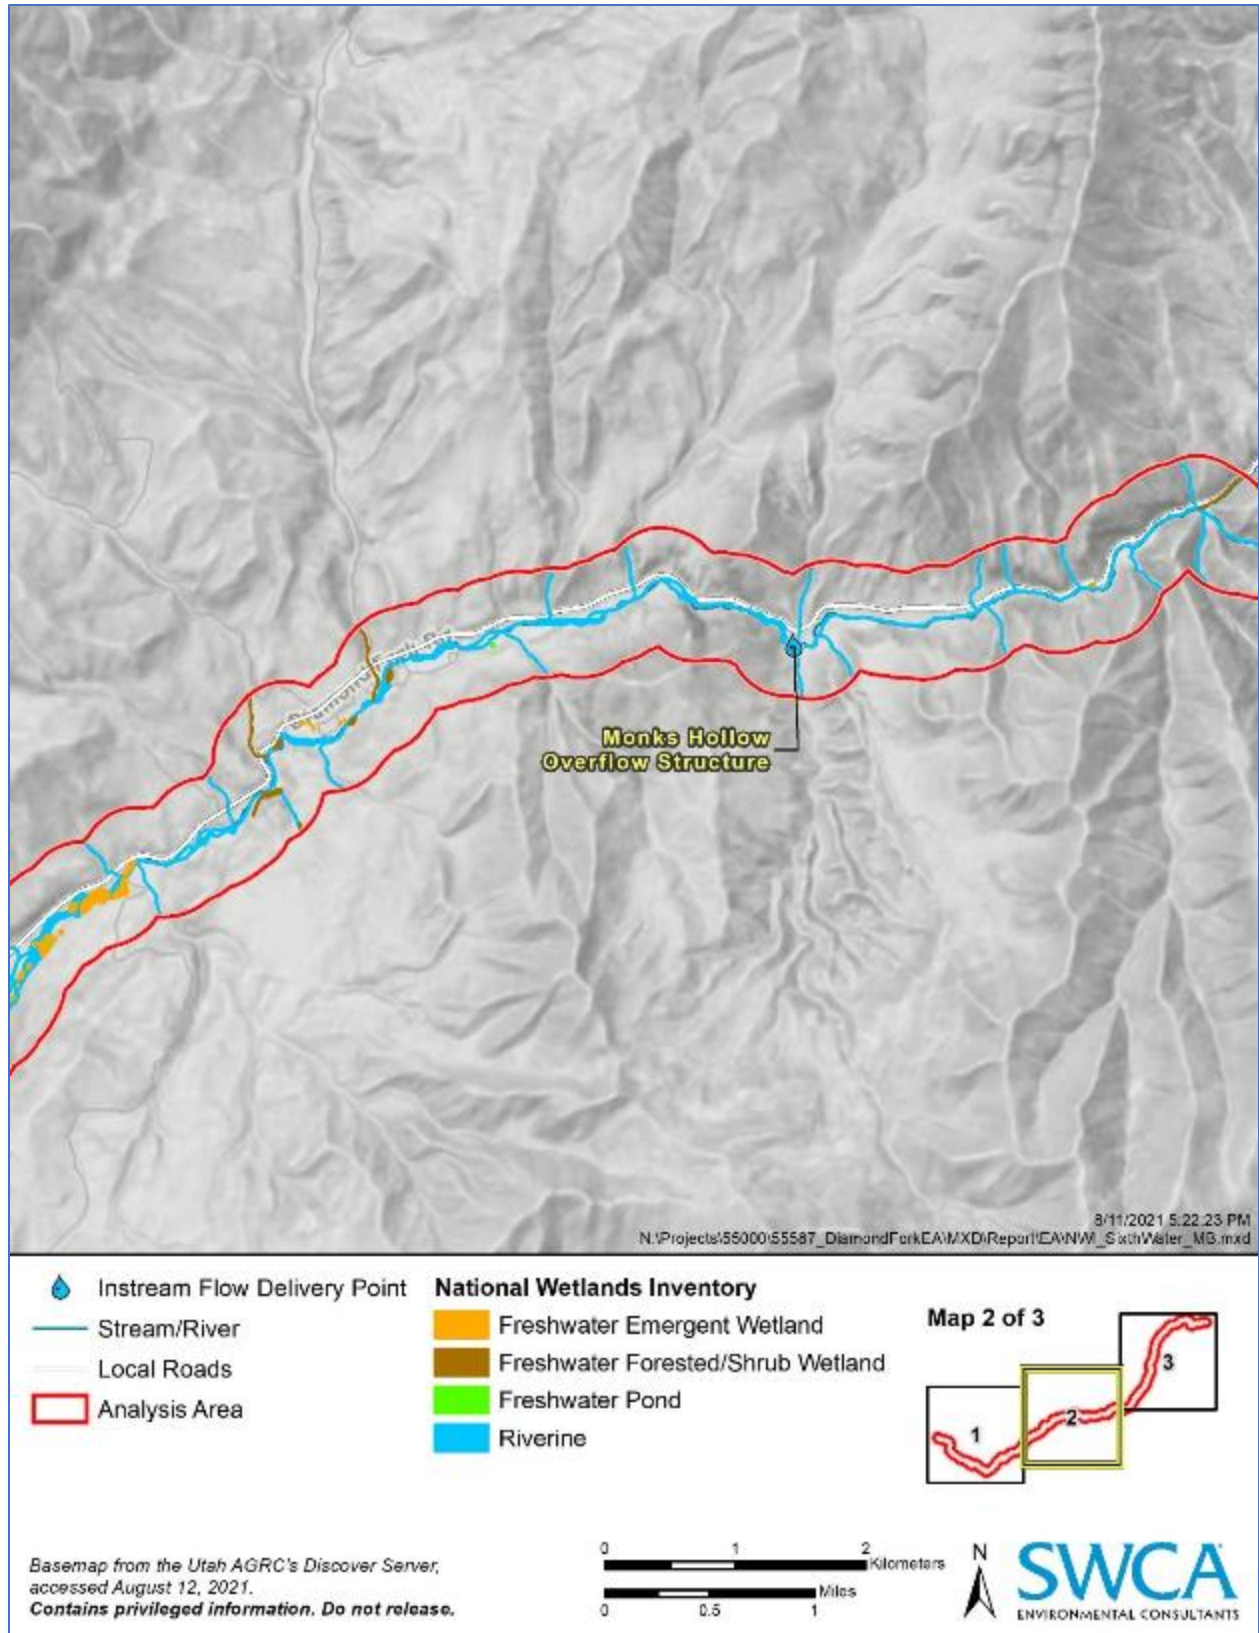 Monks Hollow
Overflow Structure
8/11/2021 5:22:23 PM
N:\Projects\55000\55587_DiamondForkEA\MXD\Report\EA\NWI_SixthWater_MB.mxd
Instream Flow Delivery Point
Stream/River
Local Roads
Analysis Area
National Wetlands Inventory
Freshwater Emergent Wetland
Freshwater Forested/Shrub Wetland
Freshwater Pond
Riverine
Map 2 of 3
1
2
3
Basemap from the Utah AGRC's Discover Server,
accessed August 12, 2021.
Contains privileged information. Do not release.
0 1 2
Kilometers
Miles
0 0.5 1
N
SWCA
ENVIRONMENTAL CONSULTANTS